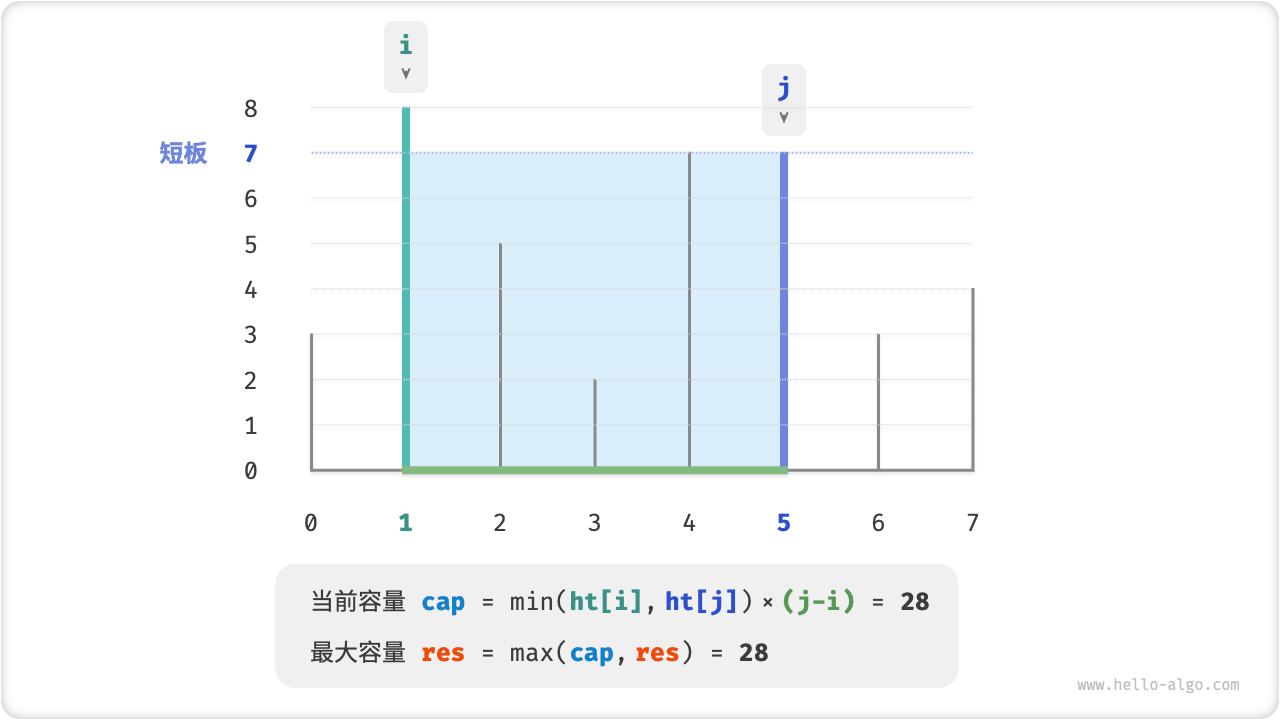 i
j
8
短板 7
6
5
4
3
2
1
0
0 1 2 3 4 5 6 7
当前容量 cap = min(ht[i], ht[j]) × (j-i) = 28
最大容量 res = max(cap, res) = 28
www.hello-algo.com